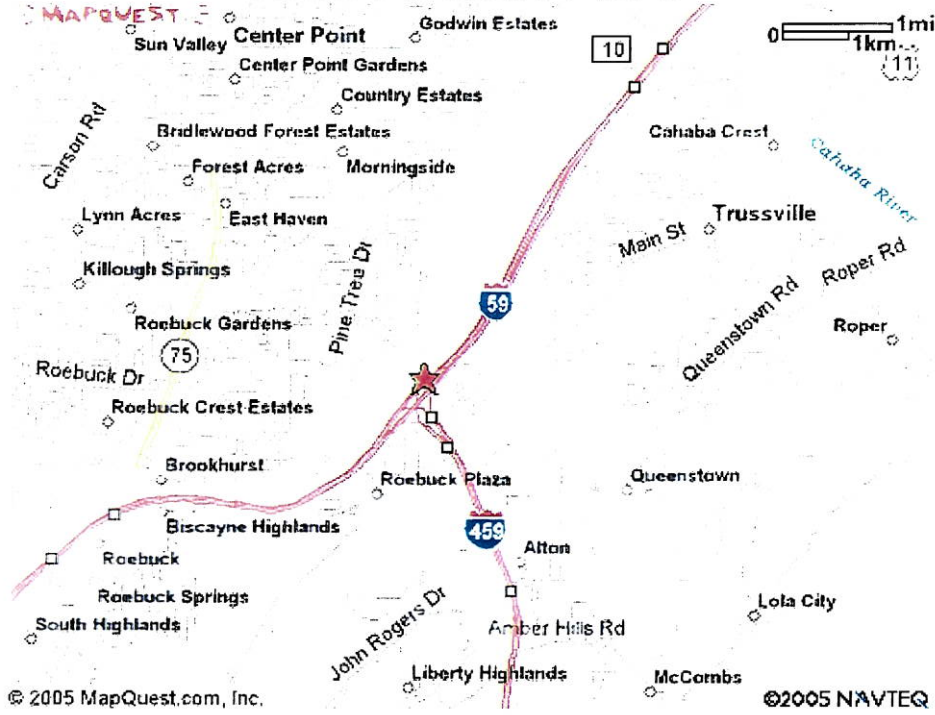 MAPQUEST
Godwin Estates
1mi
0
1km
Sun Valley
Center Point
10
11
Center Point Gardens
Country Estates
Carson Rd
Bridlewood Forest Estates
Cahaba Crest
Cahaba River
Forest Acres
Morningside
Lynn Acres
East Haven
Main St
Trussville
Killough Springs
Pine Tree Dr
Roper Rd
59
Queenstown Rd
Roebuck Gardens
Roper
75
Roebuck Dr
Roebuck Crest Estates
Brookhurst
Roebuck Plaza
Queenstown
Biscayne Highlands
459
Alton
Roebuck
Roebuck Springs
Lola City
South Highlands
John Rogers Dr
Amber Hills Rd
Liberty Highlands
McCombs
© 2005 MapQuest.com, Inc.
©2005 NAVTEQ